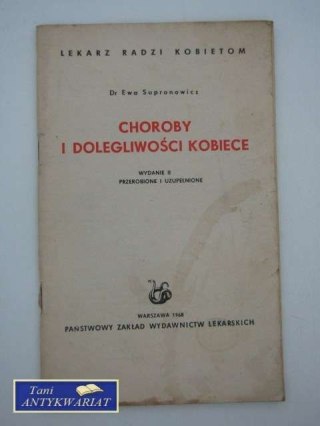 LEKARZ RADZI KOBIETOM
Dr Ewa Supronowicz
CHOROBY
I DOLEGLIWOŚCI KOBIECE
WYDANIE II
PRZEROBIONE I UZUPEŁNIONE
WARSZAWA 1968
PAŃSTWOWY ZAKŁAD WYDAWNICTW LEKARSKICH
Tani
ANTYKWARIAT